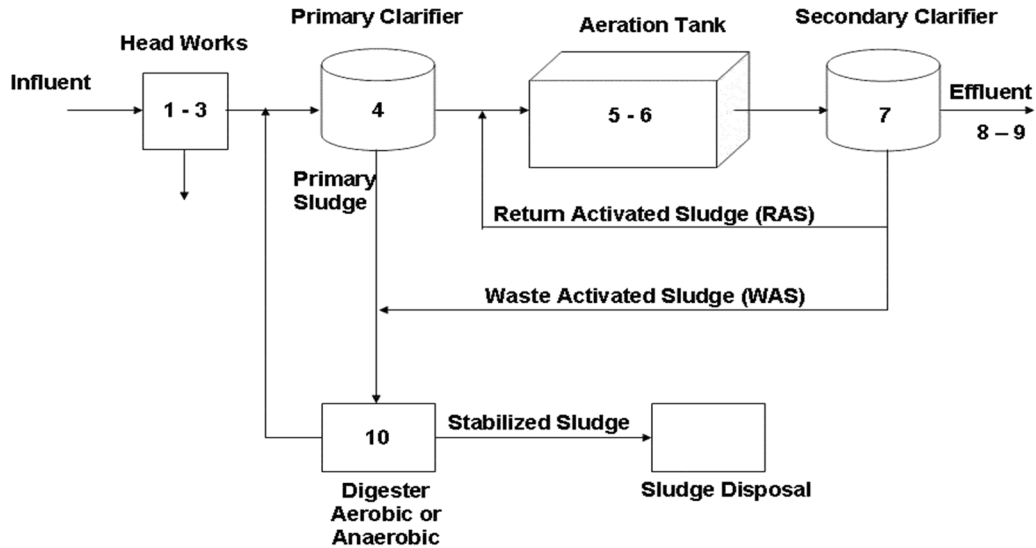 Primary Clarifier
Aeration Tank
Secondary Clarifier
Head Works
Influent
1 - 3
4
5 - 6
7
Effluent
8 – 9
Primary
Sludge
Return Activated Sludge (RAS)
Waste Activated Sludge (WAS)
10
Stabilized Sludge
Digester
Aerobic or
Anaerobic
Sludge Disposal